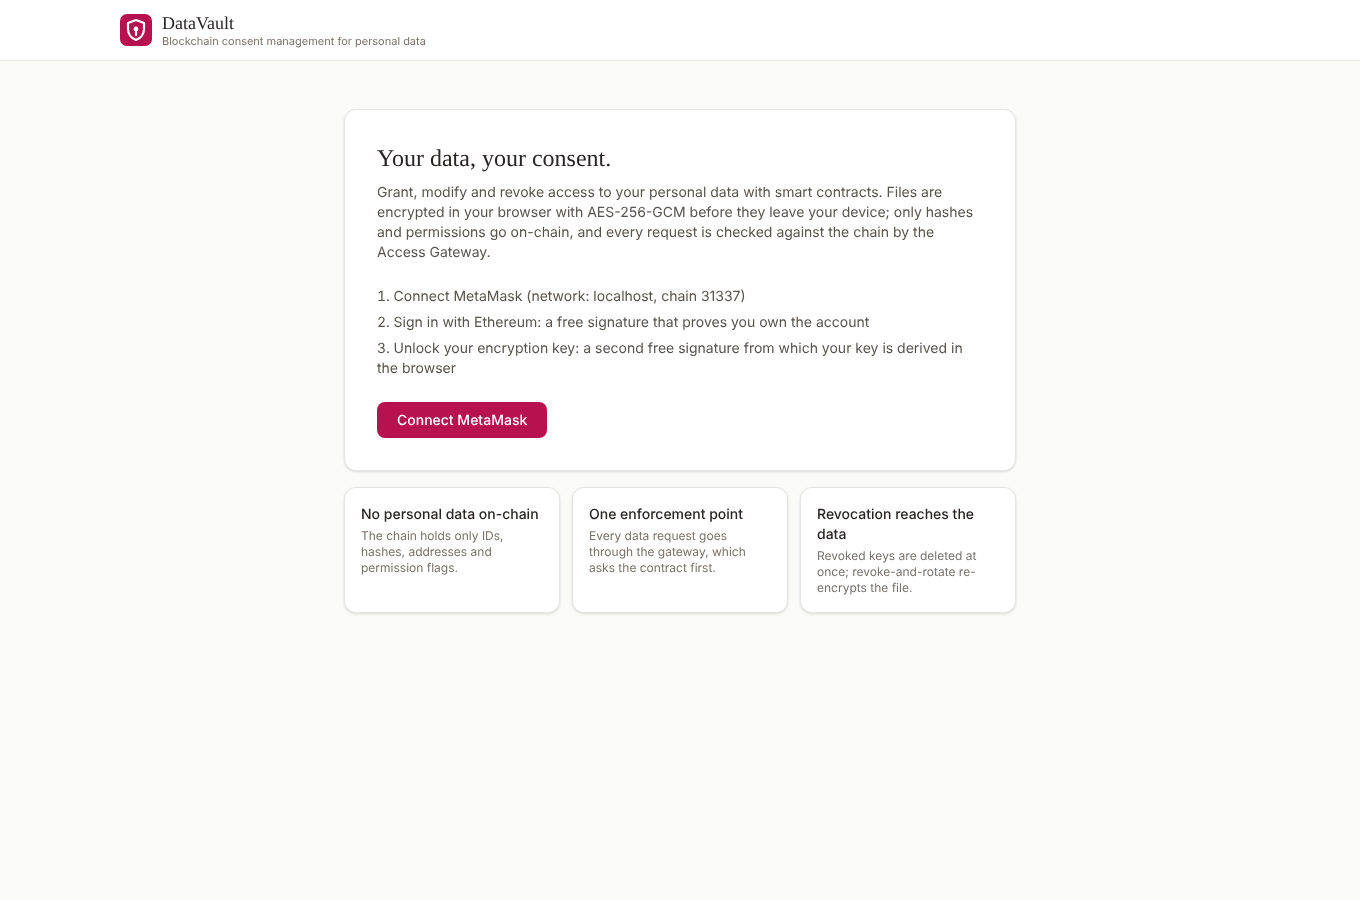 DataVault
Blockchain consent management for personal data
Your data, your consent.
Grant, modify and revoke access to your personal data with smart contracts. Files are
encrypted in your browser with AES-256-GCM before they leave your device; only hashes
and permissions go on-chain, and every request is checked against the chain by the
Access Gateway.
1. Connect MetaMask (network: localhost, chain 31337)
2. Sign in with Ethereum: a free signature that proves you own the account
3. Unlock your encryption key: a second free signature from which your key is derived in
the browser
Connect MetaMask
No personal data on-chain
The chain holds only IDs,
hashes, addresses and
permission flags.
One enforcement point
Every data request goes
through the gateway, which
asks the contract first.
Revocation reaches the
data
Revoked keys are deleted at
once; revoke-and-rotate re-
encrypts the file.